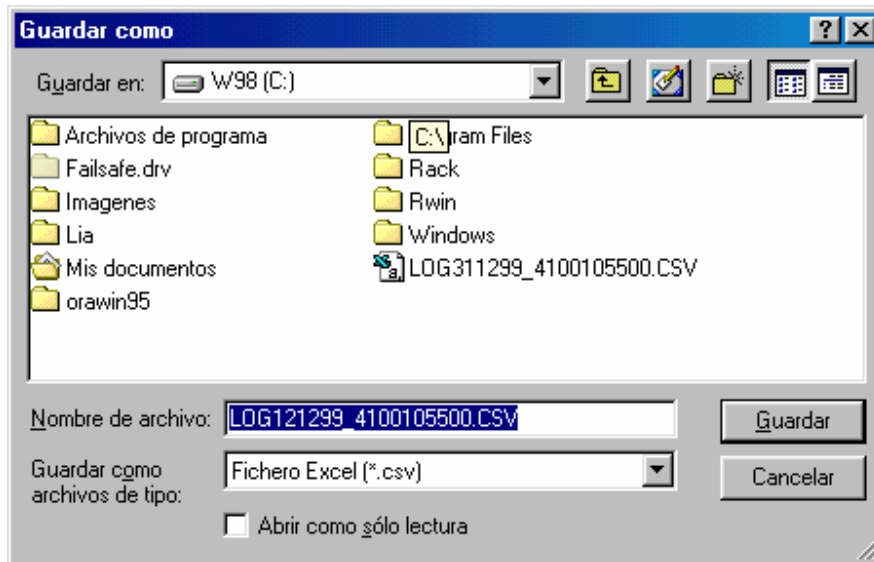 Guardar como
Guardar en: W98 (C:)
Archivos de programa
Failsafe.drv
Imagenes
Lia
Mis documentos
orawin95
C:\ gram Files
Rack
Rwin
Windows
LOG311299_4100105500.CSV
Nombre de archivo: LOG121299_4100105500.CSV
Guardar
Guardar como archivos de tipo: Fichero Excel (*.csv)
Cancelar
Abrir como sólo lectura